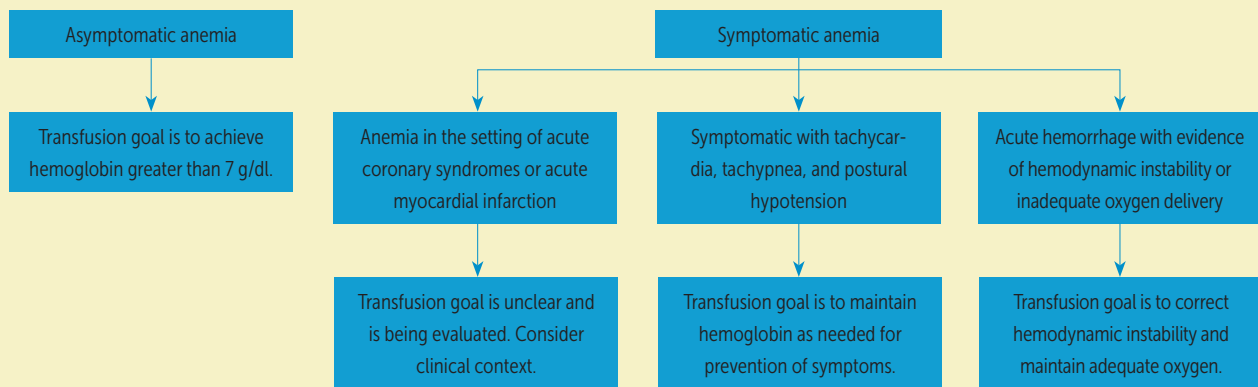 Asymptomatic anemia
Symptomatic anemia
Transfusion goal is to achieve
hemoglobin greater than 7 g/dl.
Anemia in the setting of acute
coronary syndromes or acute
myocardial infarction
Symptomatic with tachycar-
dia, tachypnea, and postural
hypotension
Acute hemorrhage with evidence
of hemodynamic instability or
inadequate oxygen delivery
Transfusion goal is unclear and
is being evaluated. Consider
clinical context.
Transfusion goal is to maintain
hemoglobin as needed for
prevention of symptoms.
Transfusion goal is to correct
hemodynamic instability and
maintain adequate oxygen.